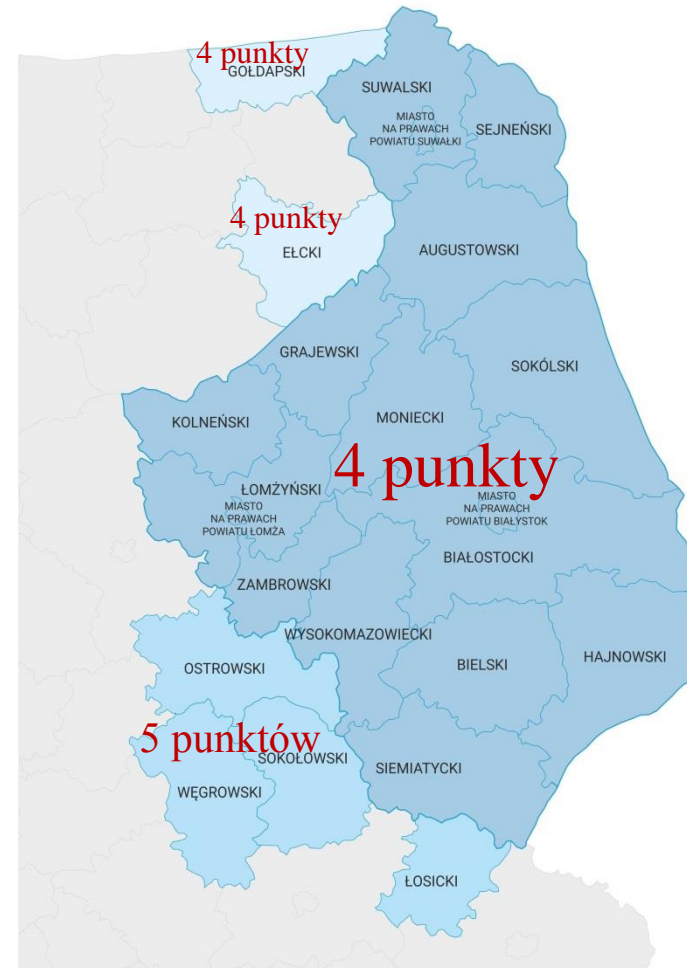 4 punkty
GOŁDAPSKI
SUWALSKI
MIASTO
NA PRAWACH
POWIATU SUWAŁKI
SEJNEŃSKI
4 punkty
EŁCKI
AUGUSTOWSKI
GRAJEWSKI
SOKÓLSKI
KOLNEŃSKI
MONIECKI
4 punkty
ŁOMŻYŃSKI
MIASTO
NA PRAWACH
POWIATU ŁOMŻA
MIASTO
NA PRAWACH
POWIATU BIAŁYSTOK
BIAŁOSTOCKI
ZAMBROWSKI
WYSOKOMAZOWIECKI
HAJNOWSKI
OSTROWSKI
BIELSKI
5 punktów
SOKOŁOWSKI
SIEMIATYCKI
WĘGROWSKI
ŁOSICKI